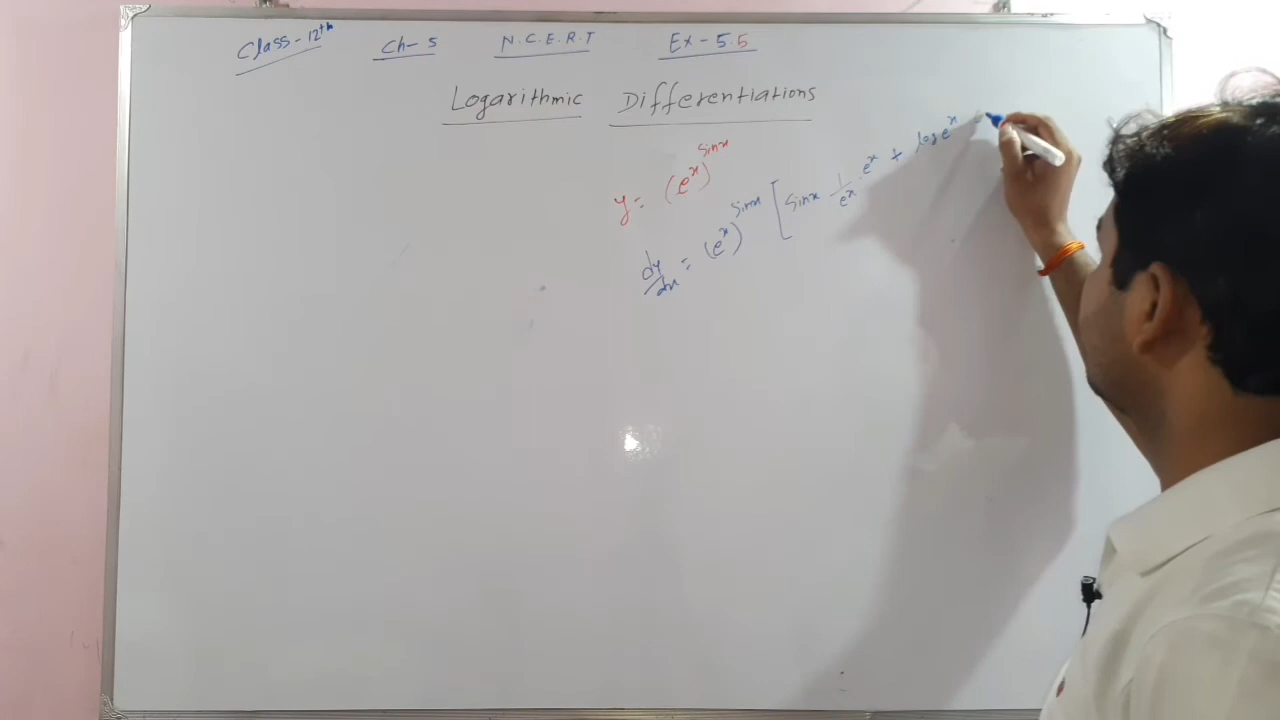 Class-12th Ch-5 N.C.E.R.T Ex-5.5
Logarithmic Differentiations
y = (e^x)^sinx
dy/dx = (e^x)^sinx [sinx 1/e^x . e^x + log e^x